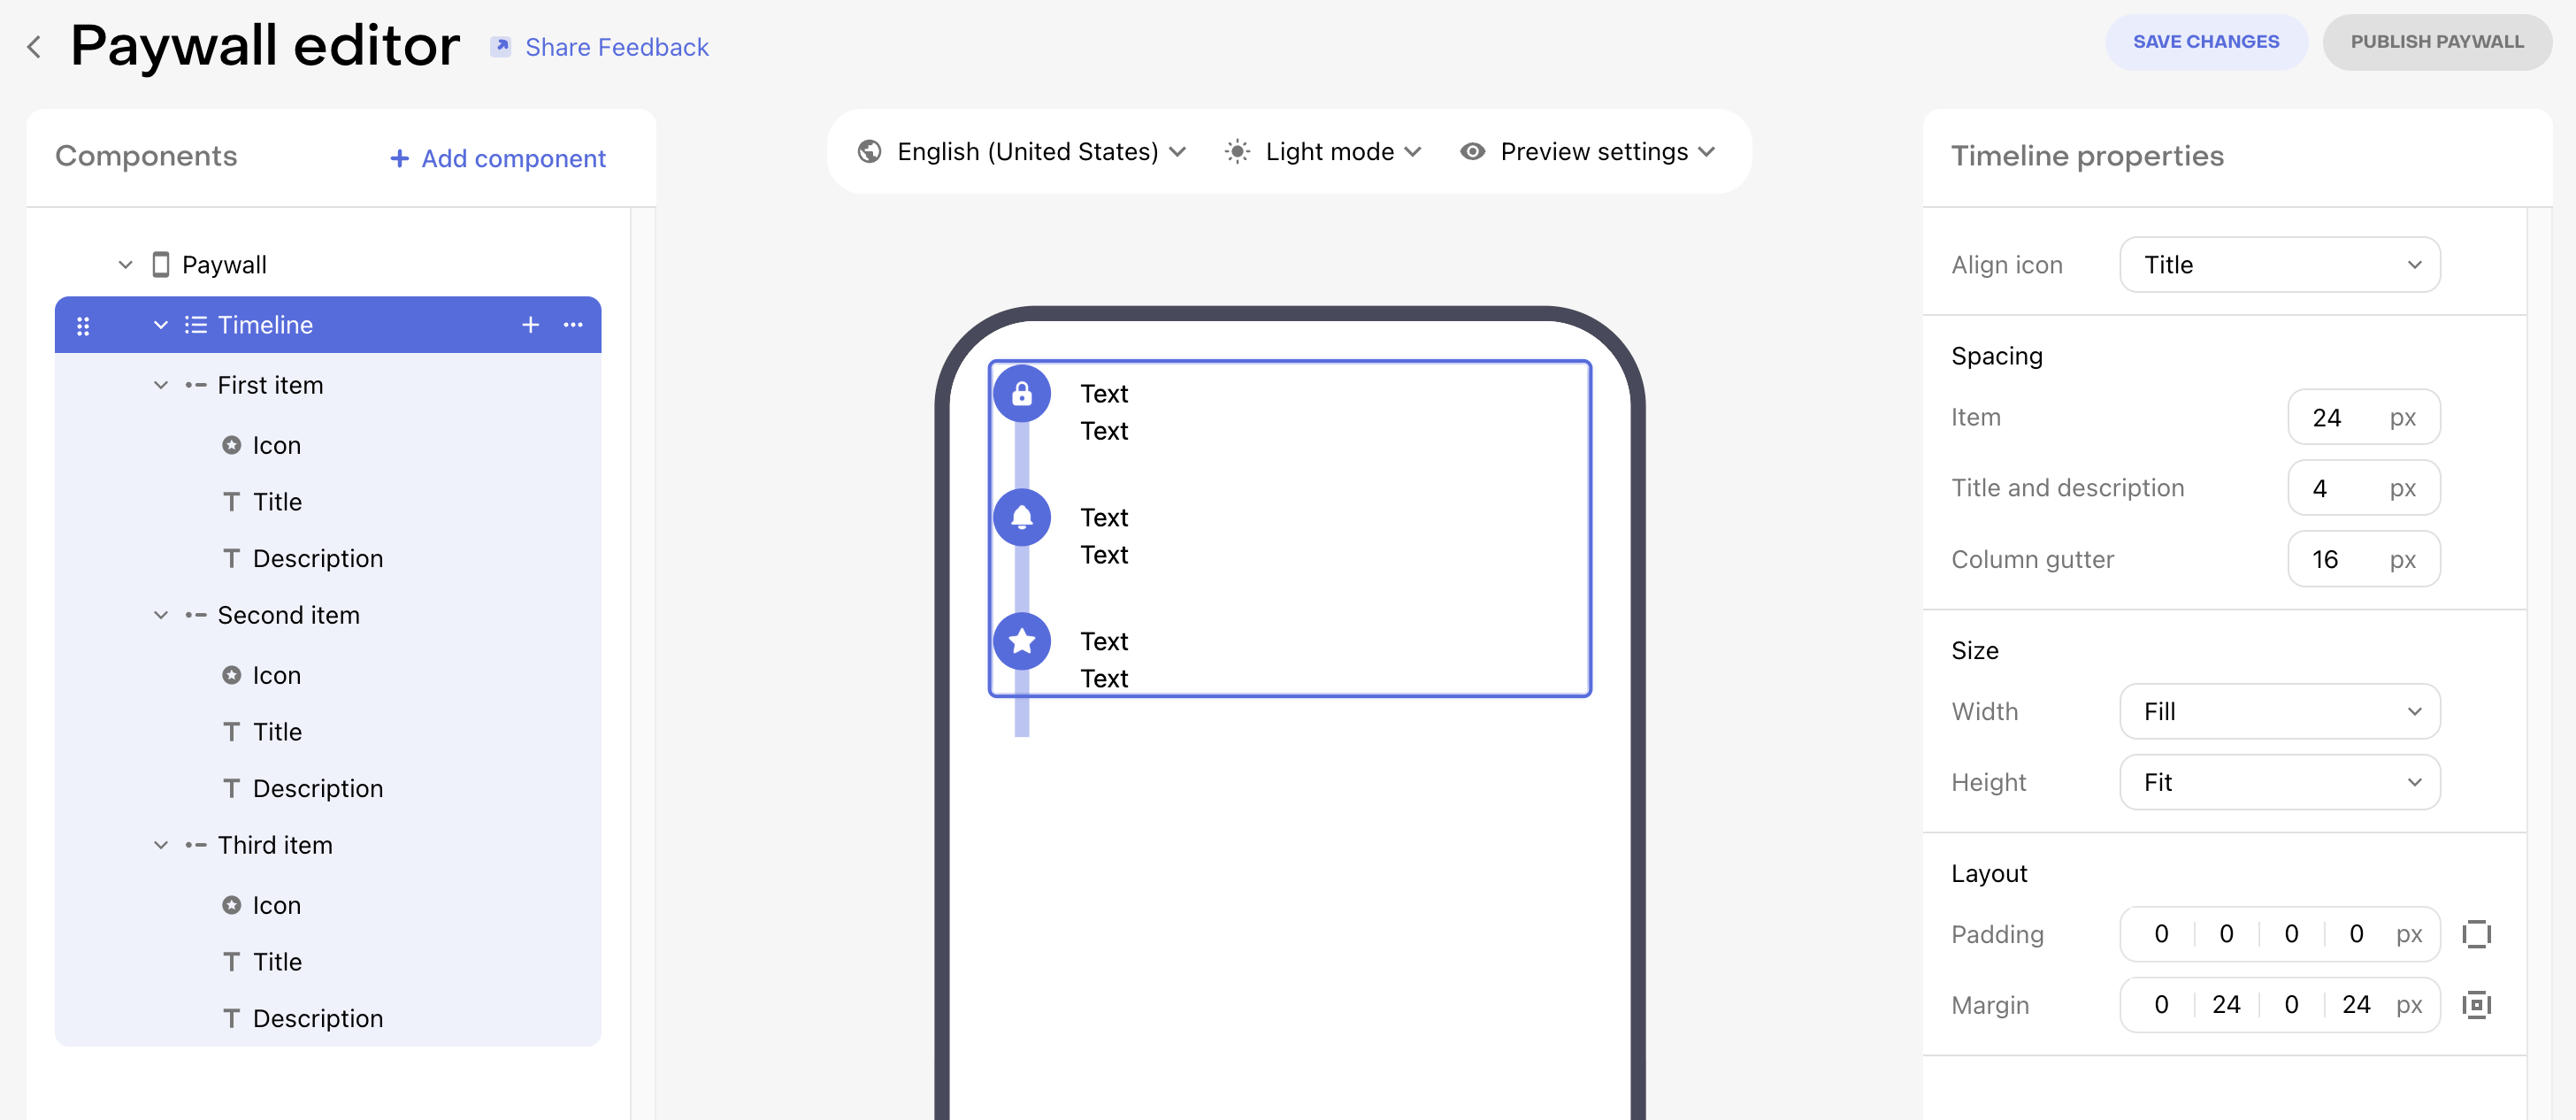 Paywall editor
Share Feedback
SAVE CHANGES
PUBLISH PAYWALL
Components
+ Add component
Paywall
Timeline
First item
Icon
Title
Description
Second item
Icon
Title
Description
Third item
Icon
Title
Description
English (United States)
Light mode
Preview settings
Text
Text
Text
Text
Text
Text
Timeline properties
Align icon
Title
Spacing
Item
24 px
Title and description
4 px
Column gutter
16 px
Size
Width
Fill
Height
Fit
Layout
Padding
0 0 0 0 px
Margin
0 24 0 24 px